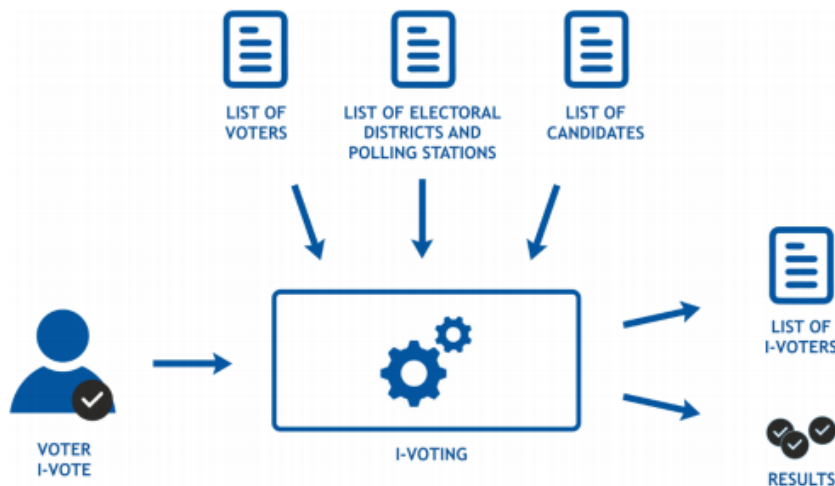 LIST OF
VOTERS
LIST OF ELECTORAL
DISTRICTS AND
POLLING STATIONS
LIST OF
CANDIDATES
LIST OF
I-VOTERS
VOTER
I-VOTE
I-VOTING
RESULTS